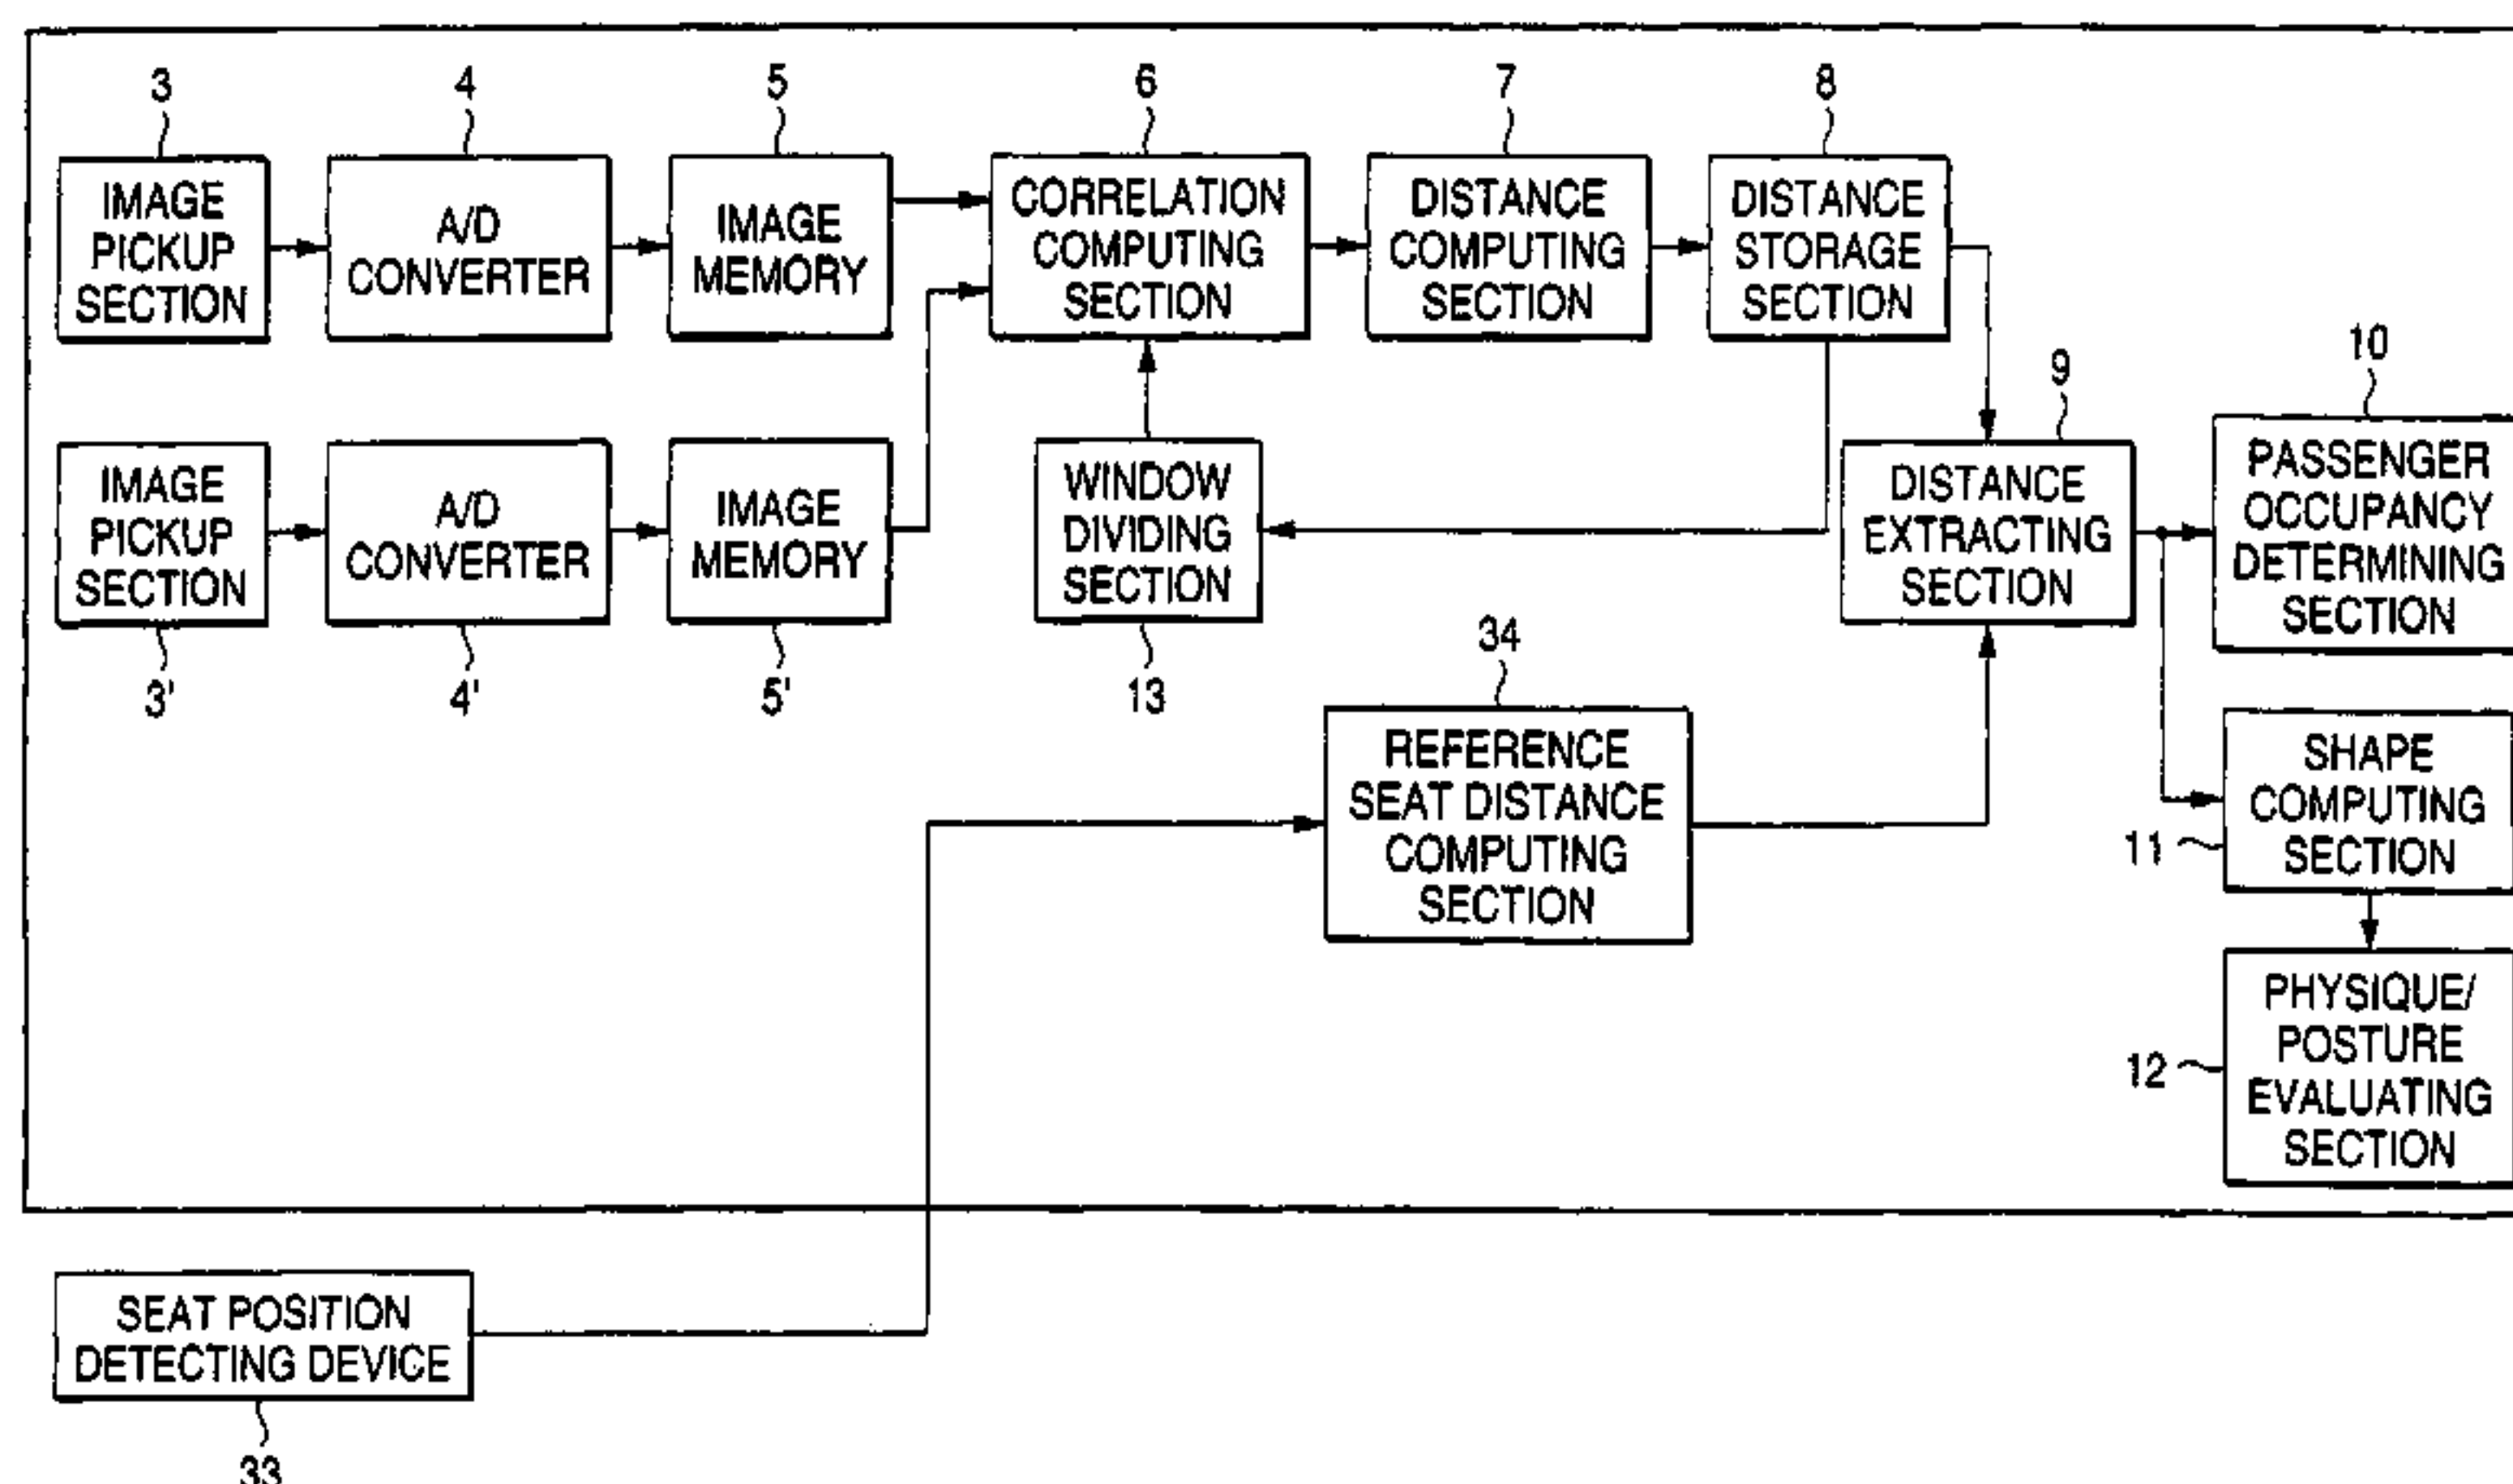 3
4
5
6
7
8
IMAGE
PICKUP
SECTION
A/D
CONVERTER
IMAGE
MEMORY
CORRELATION
COMPUTING
SECTION
DISTANCE
COMPUTING
SECTION
DISTANCE
STORAGE
SECTION
9
10
IMAGE
PICKUP
SECTION
A/D
CONVERTER
IMAGE
MEMORY
WINDOW
DIVIDING
SECTION
DISTANCE
EXTRACTING
SECTION
PASSENGER
OCCUPANCY
DETERMINING
SECTION
3'
4'
5'
13
34
REFERENCE
SEAT DISTANCE
COMPUTING
SECTION
SHAPE
COMPUTING
SECTION
11
PHYSIQUE/
POSTURE
EVALUATING
SECTION
12
SEAT POSITION
DETECTING DEVICE
33